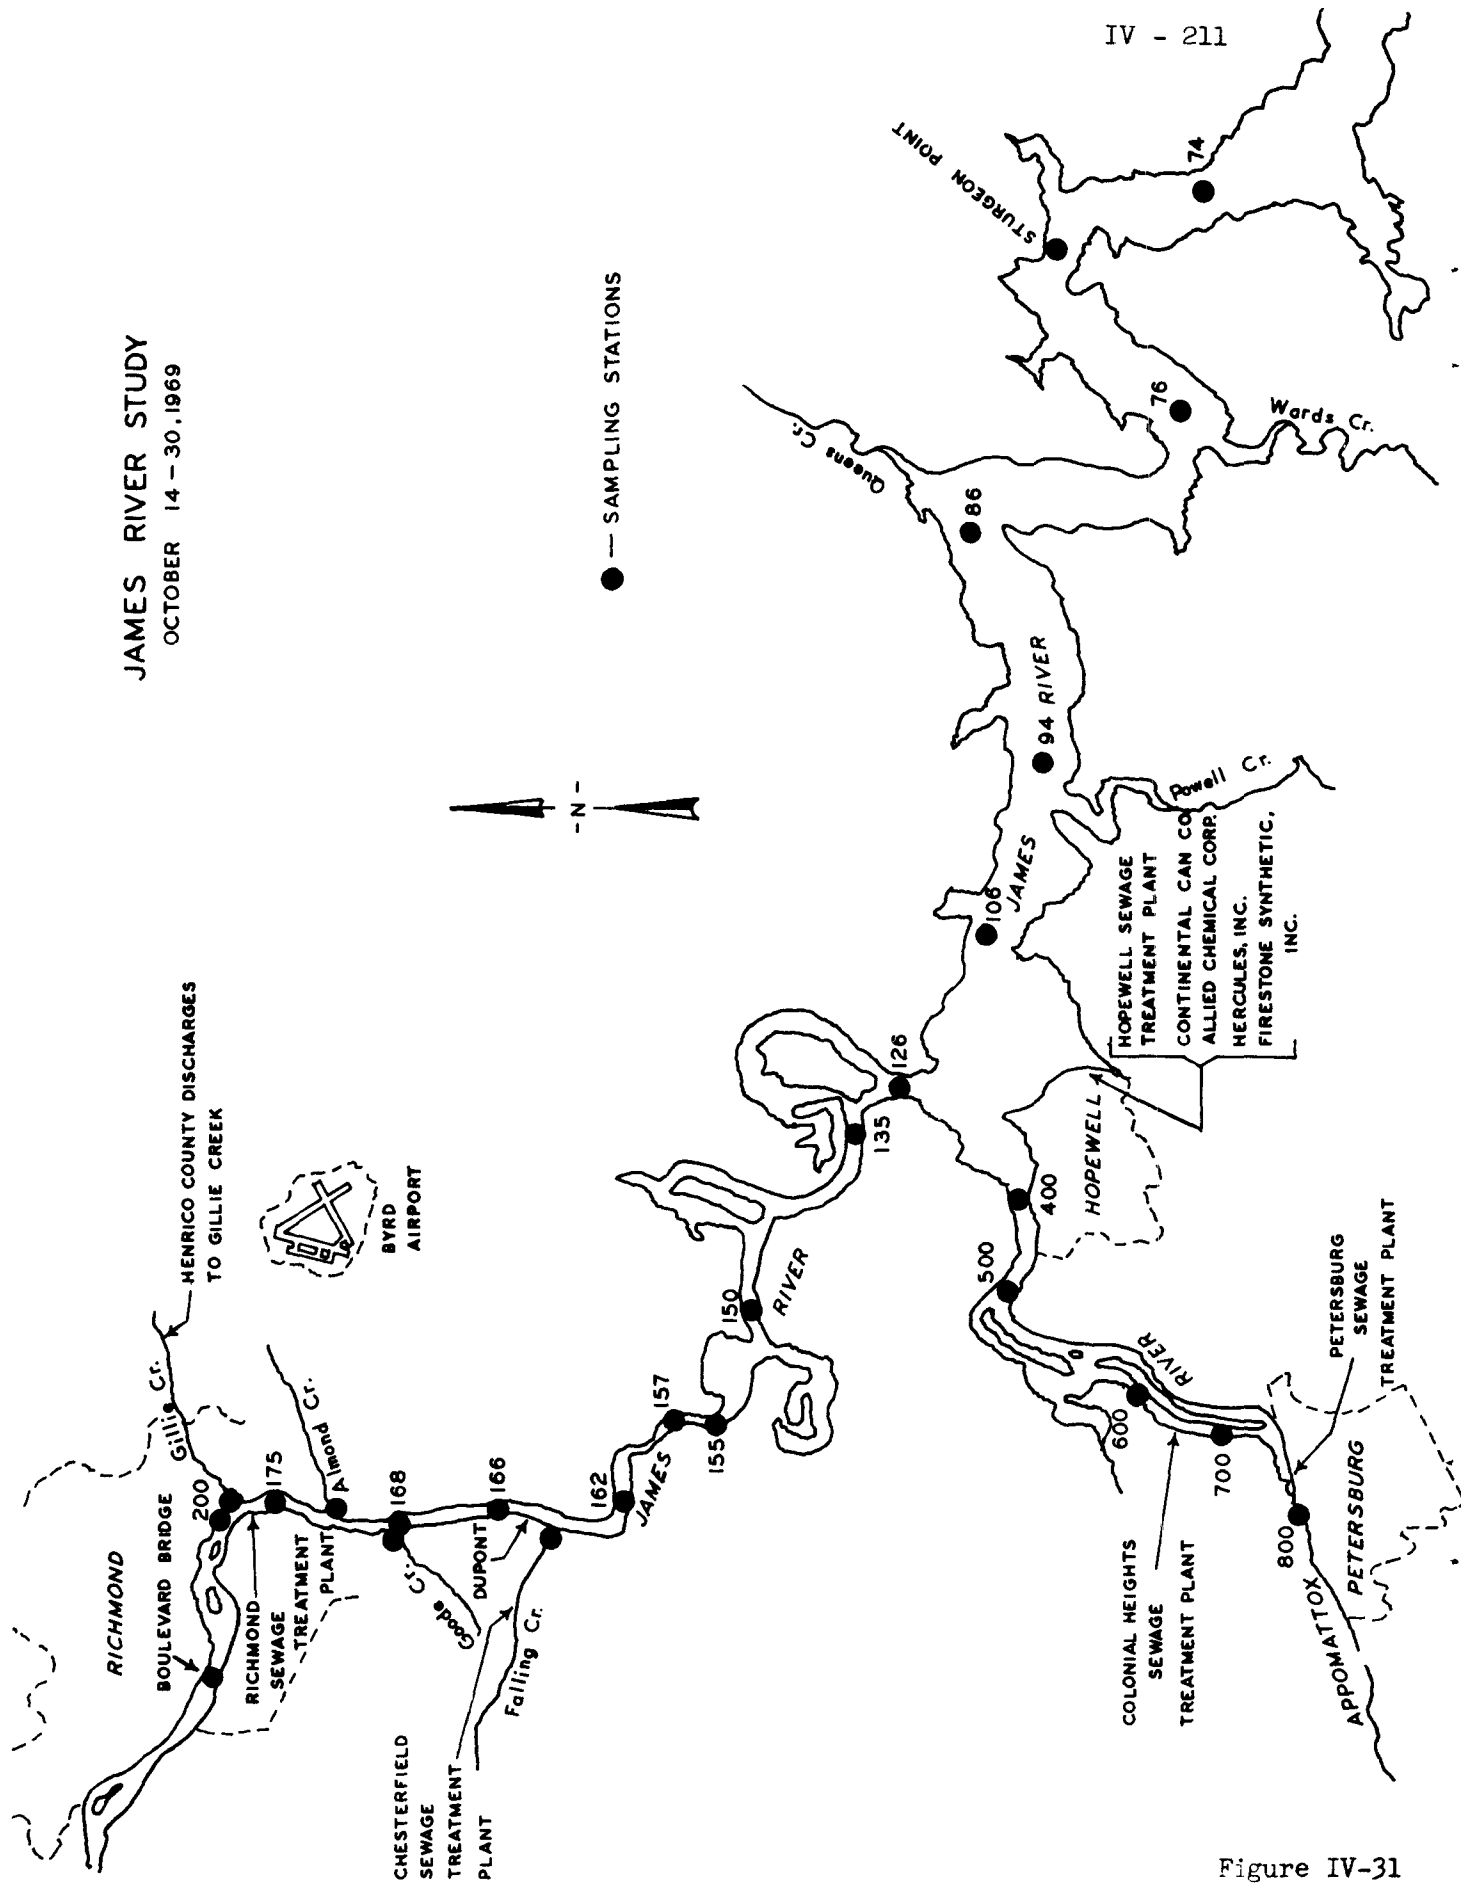 IV - 211
JAMES RIVER STUDY
OCTOBER 14-30,1969
— SAMPLING STATIONS
- N -
HENRICO COUNTY DISCHARGES
TO GILLIE CREEK
BYRD
AIRPORT
RICHMOND
BOULEVARD BRIDGE
Gillie Cr.
200
175
RICHMOND
SEWAGE
TREATMENT
PLANT
Almond Cr.
168
Goode Cr.
166
DUPONT
Falling Cr.
CHESTERFIELD
SEWAGE
TREATMENT
PLANT
162
JAMES
157
155
150
RIVER
135
126
106
JAMES
94
RIVER
86
Queens Cr.
76
Wards Cr.
STURGEON POINT
74
Powell Cr.
HOPEWELL SEWAGE
TREATMENT PLANT
CONTINENTAL CAN CO
ALLIED CHEMICAL CORP.
HERCULES, INC.
FIRESTONE SYNTHETIC,
INC.
HOPEWELL
400
500
RIVER
600
700
800
COLONIAL HEIGHTS
SEWAGE
TREATMENT PLANT
PETERSBURG
SEWAGE
TREATMENT PLANT
PETERSBURG
APPOMATTOX
Figure IV-31